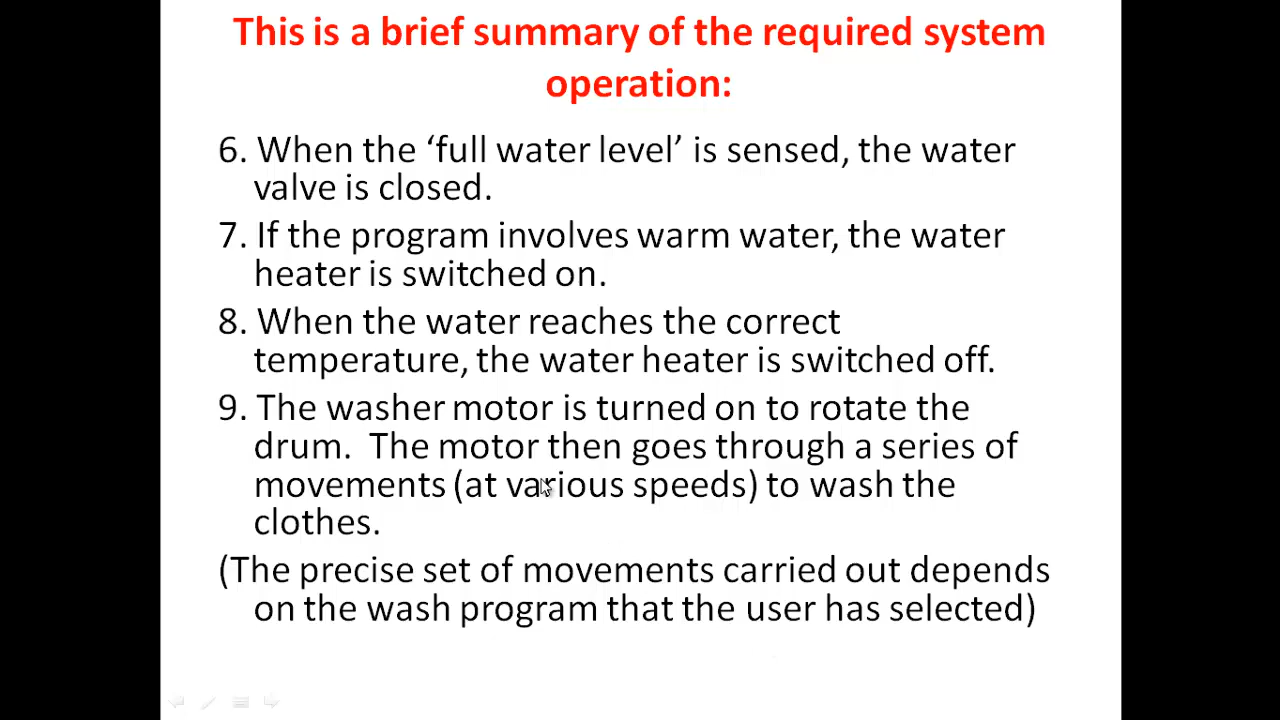 This is a brief summary of the required system
operation:
6. When the ‘full water level’ is sensed, the water
valve is closed.
7. If the program involves warm water, the water
heater is switched on.
8. When the water reaches the correct
temperature, the water heater is switched off.
9. The washer motor is turned on to rotate the
drum.  The motor then goes through a series of
movements (at various speeds) to wash the
clothes.
(The precise set of movements carried out depends
on the wash program that the user has selected)